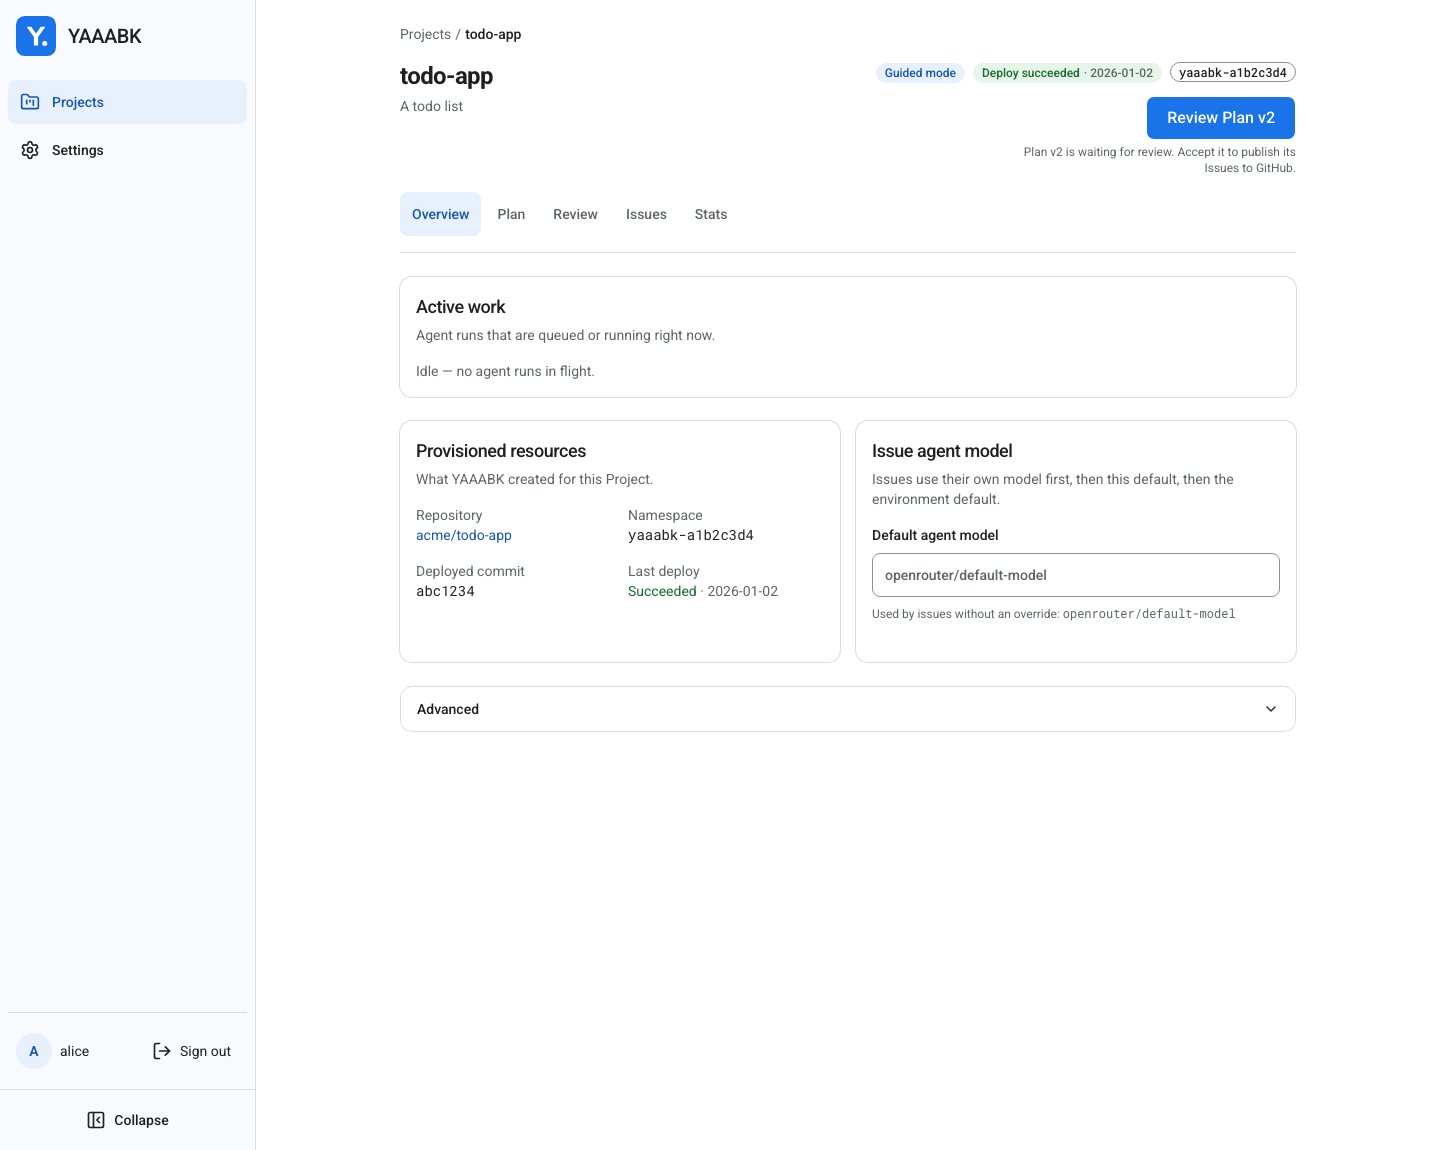 Y.
YAAABK
Projects
Settings
A
alice
Sign out
Collapse
Projects / todo-app
todo-app
A todo list
Guided mode
Deploy succeeded · 2026-01-02
yaaabk-a1b2c3d4
Review Plan v2
Plan v2 is waiting for review. Accept it to publish its
Issues to GitHub.
Overview
Plan
Review
Issues
Stats
Active work
Agent runs that are queued or running right now.
Idle — no agent runs in flight.
Provisioned resources
What YAAABK created for this Project.
Repository
acme/todo-app
Namespace
yaaabk-a1b2c3d4
Deployed commit
abc1234
Last deploy
Succeeded · 2026-01-02
Issue agent model
Issues use their own model first, then this default, then the
environment default.
Default agent model
openrouter/default-model
Used by issues without an override: openrouter/default-model
Advanced